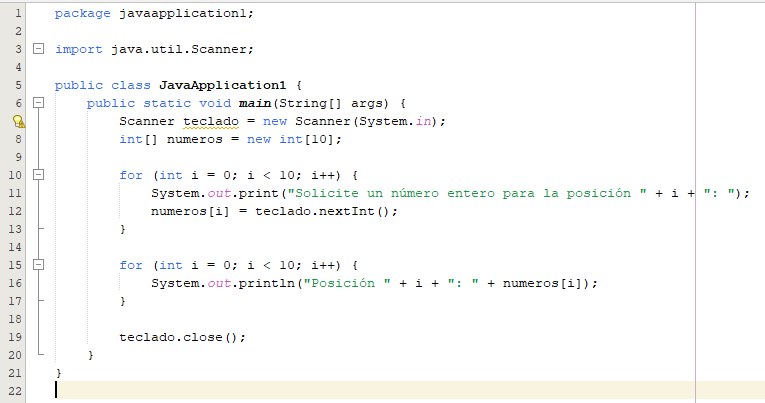 1 package javaapplication1;
2
3 import java.util.Scanner;
4
5 public class JavaApplication1 {
6     public static void main(String[] args) {
        Scanner teclado = new Scanner(System.in);
8         int[] numeros = new int[10];
9
10         for (int i = 0; i < 10; i++) {
11             System.out.print("Solicite un número entero para la posición " + i + ": ");
12             numeros[i] = teclado.nextInt();
13         }
14
15         for (int i = 0; i < 10; i++) {
16             System.out.println("Posición " + i + ": " + numeros[i]);
17         }
18
19         teclado.close();
20     }
21 }
22